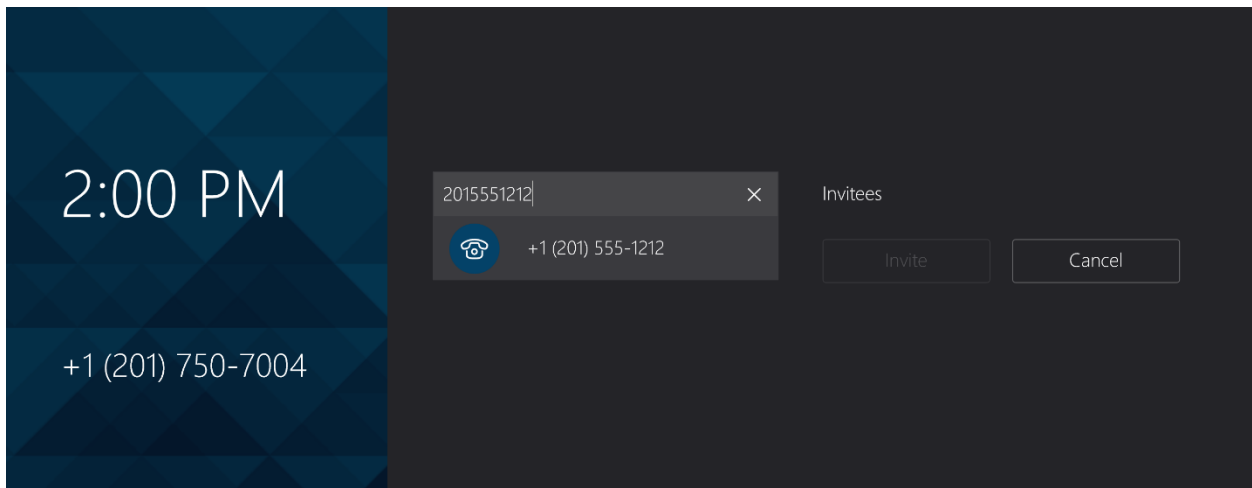 2:00 PM
+1 (201) 750-7004
2015551212
+1 (201) 555-1212
Invitees
Invite
Cancel